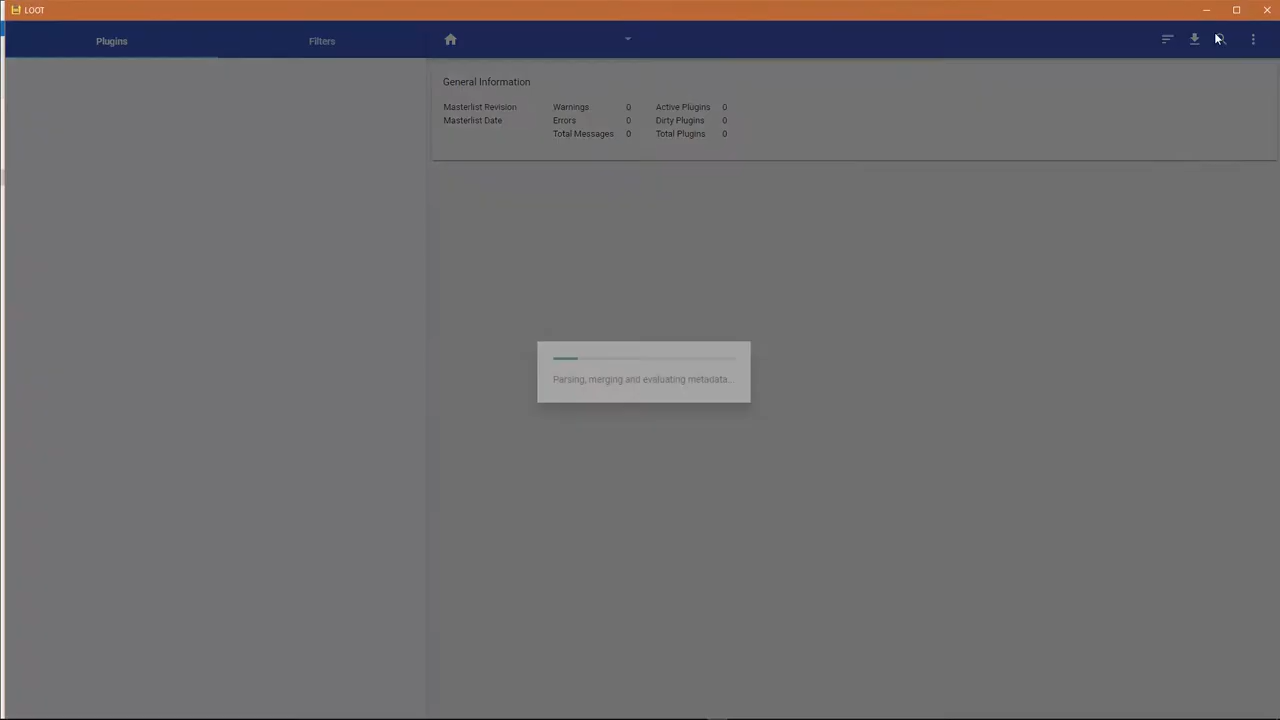 LOOT
Plugins
Filters
General Information
Masterlist Revision
Warnings 0
Active Plugins 0
Masterlist Date
Errors 0
Dirty Plugins 0
Total Messages 0
Total Plugins 0
Parsing, merging and evaluating metadata...